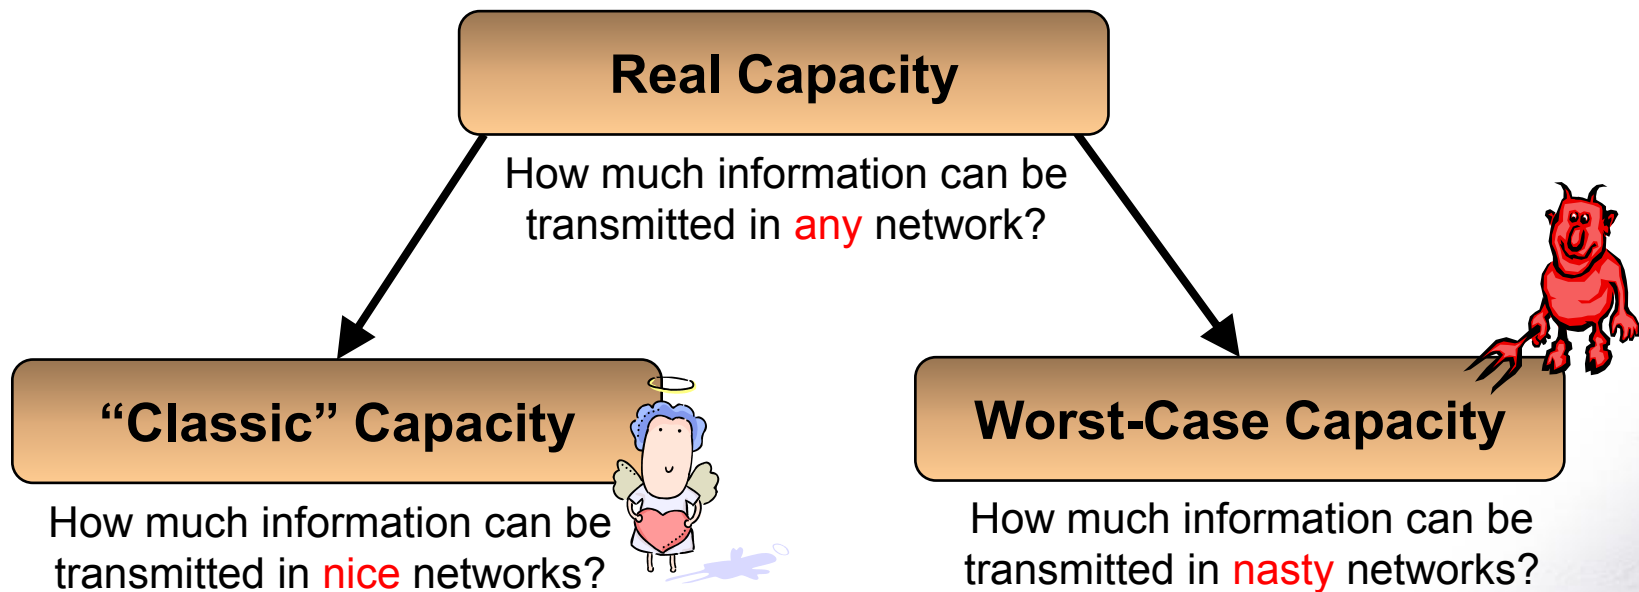 Real Capacity
How much information can be
transmitted in any network?
“Classic” Capacity
How much information can be
transmitted in nice networks?
Worst-Case Capacity
How much information can be
transmitted in nasty networks?